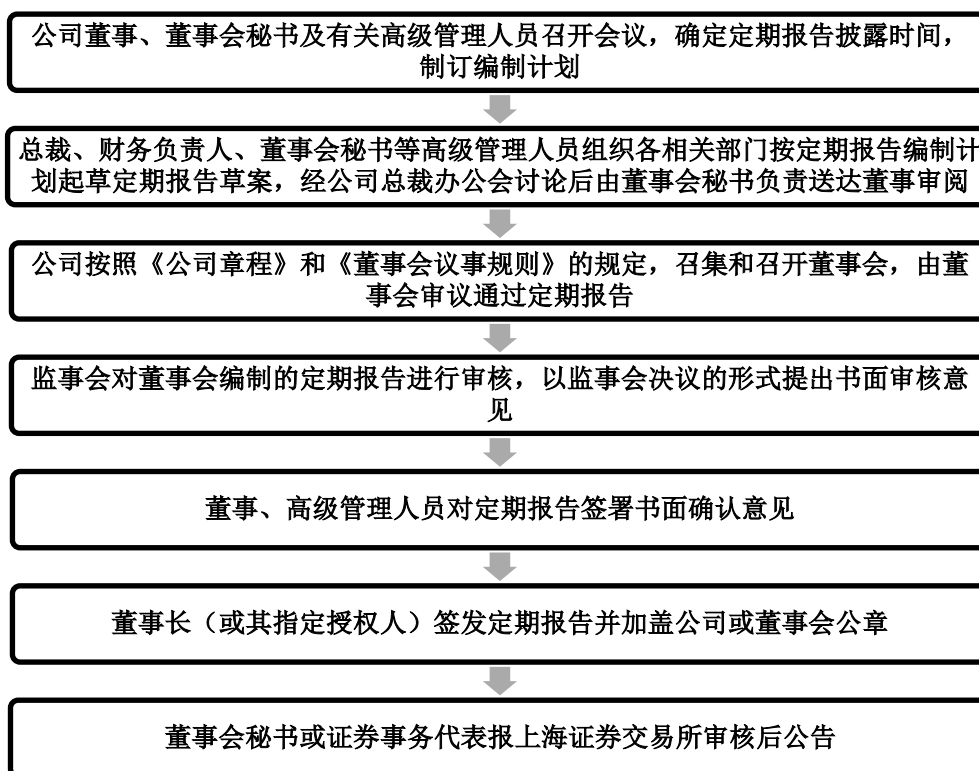 公司董事、董事会秘书及有关高级管理人员召开会议，确定定期报告披露时间，
制订编制计划
总裁、财务负责人、董事会秘书等高级管理人员组织各相关部门按定期报告编制计
划起草定期报告草案，经公司总裁办公会讨论后由董事会秘书负责送达董事审阅
公司按照《公司章程》和《董事会议事规则》的规定，召集和召开董事会，由董
事会审议通过定期报告
监事会对董事会编制的定期报告进行审核，以监事会决议的形式提出书面审核意
见
董事、高级管理人员对定期报告签署书面确认意见
董事长（或其指定授权人）签发定期报告并加盖公司或董事会公章
董事会秘书或证券事务代表报上海证券交易所审核后公告